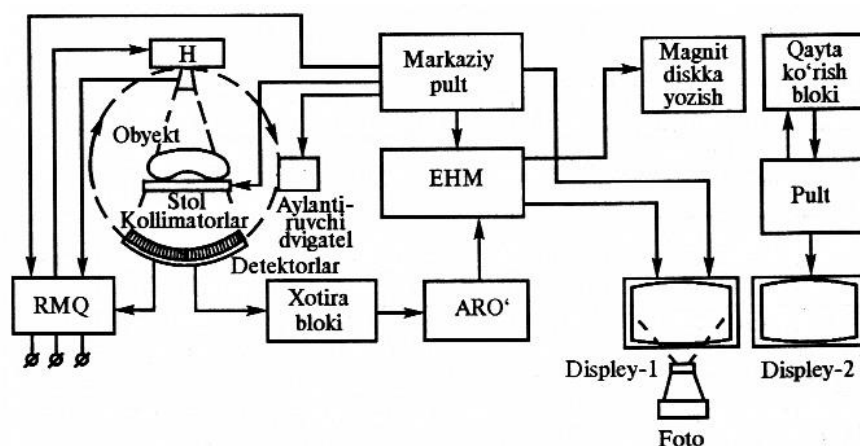 H
Markaziy
pult
Magnit
diskka
yozish
Qayta
ko‘rish
bloki
Obyekt
EHM
Pult
Stol
Kollimatorlar
Aylanti-
ruvchi
dvigatel
Detektorlar
RMQ
Xotira
bloki
ARO‘
Displey-1
Displey-2
Foto